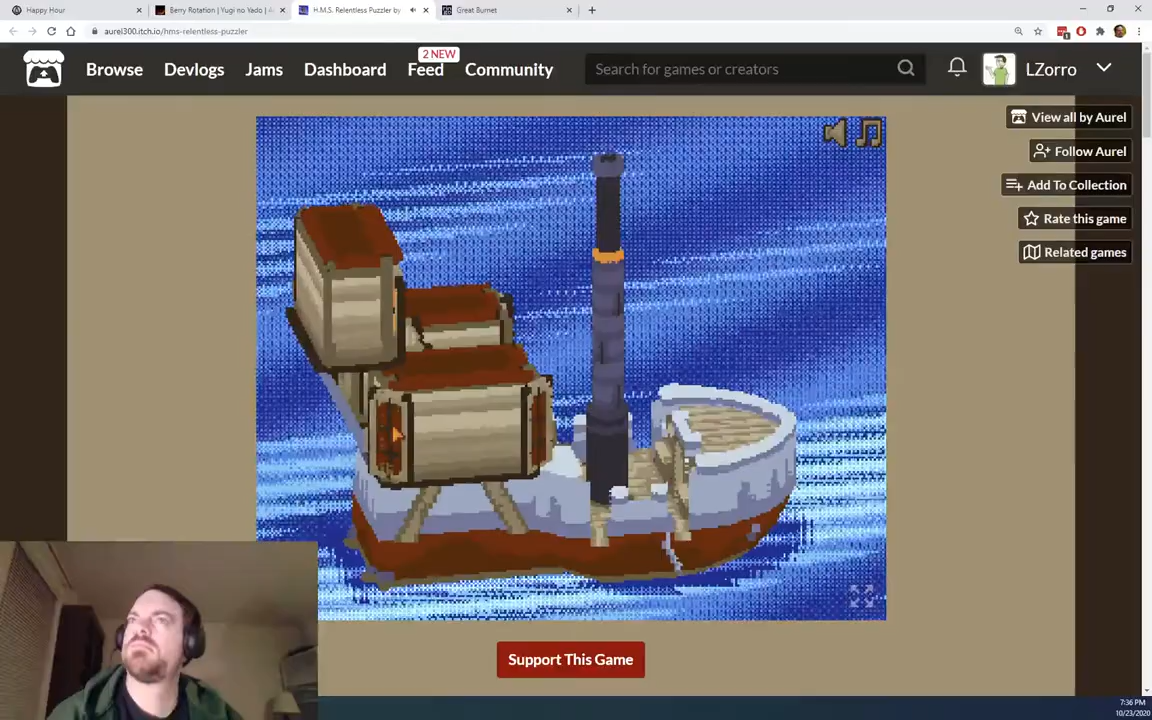 Happy Hour
Berry Rotation | Yugi no Yado | A
H.M.S. Relentless Puzzler by
Great Burnet
aurel300.itch.io/hms-relentless-puzzler
2 NEW
Browse
Devlogs
Jams
Dashboard
Feed
Community
Search for games or creators
LZorro
View all by Aurel
Follow Aurel
Add To Collection
Rate this game
Related games
Support This Game
7:36 PM
10/23/2020